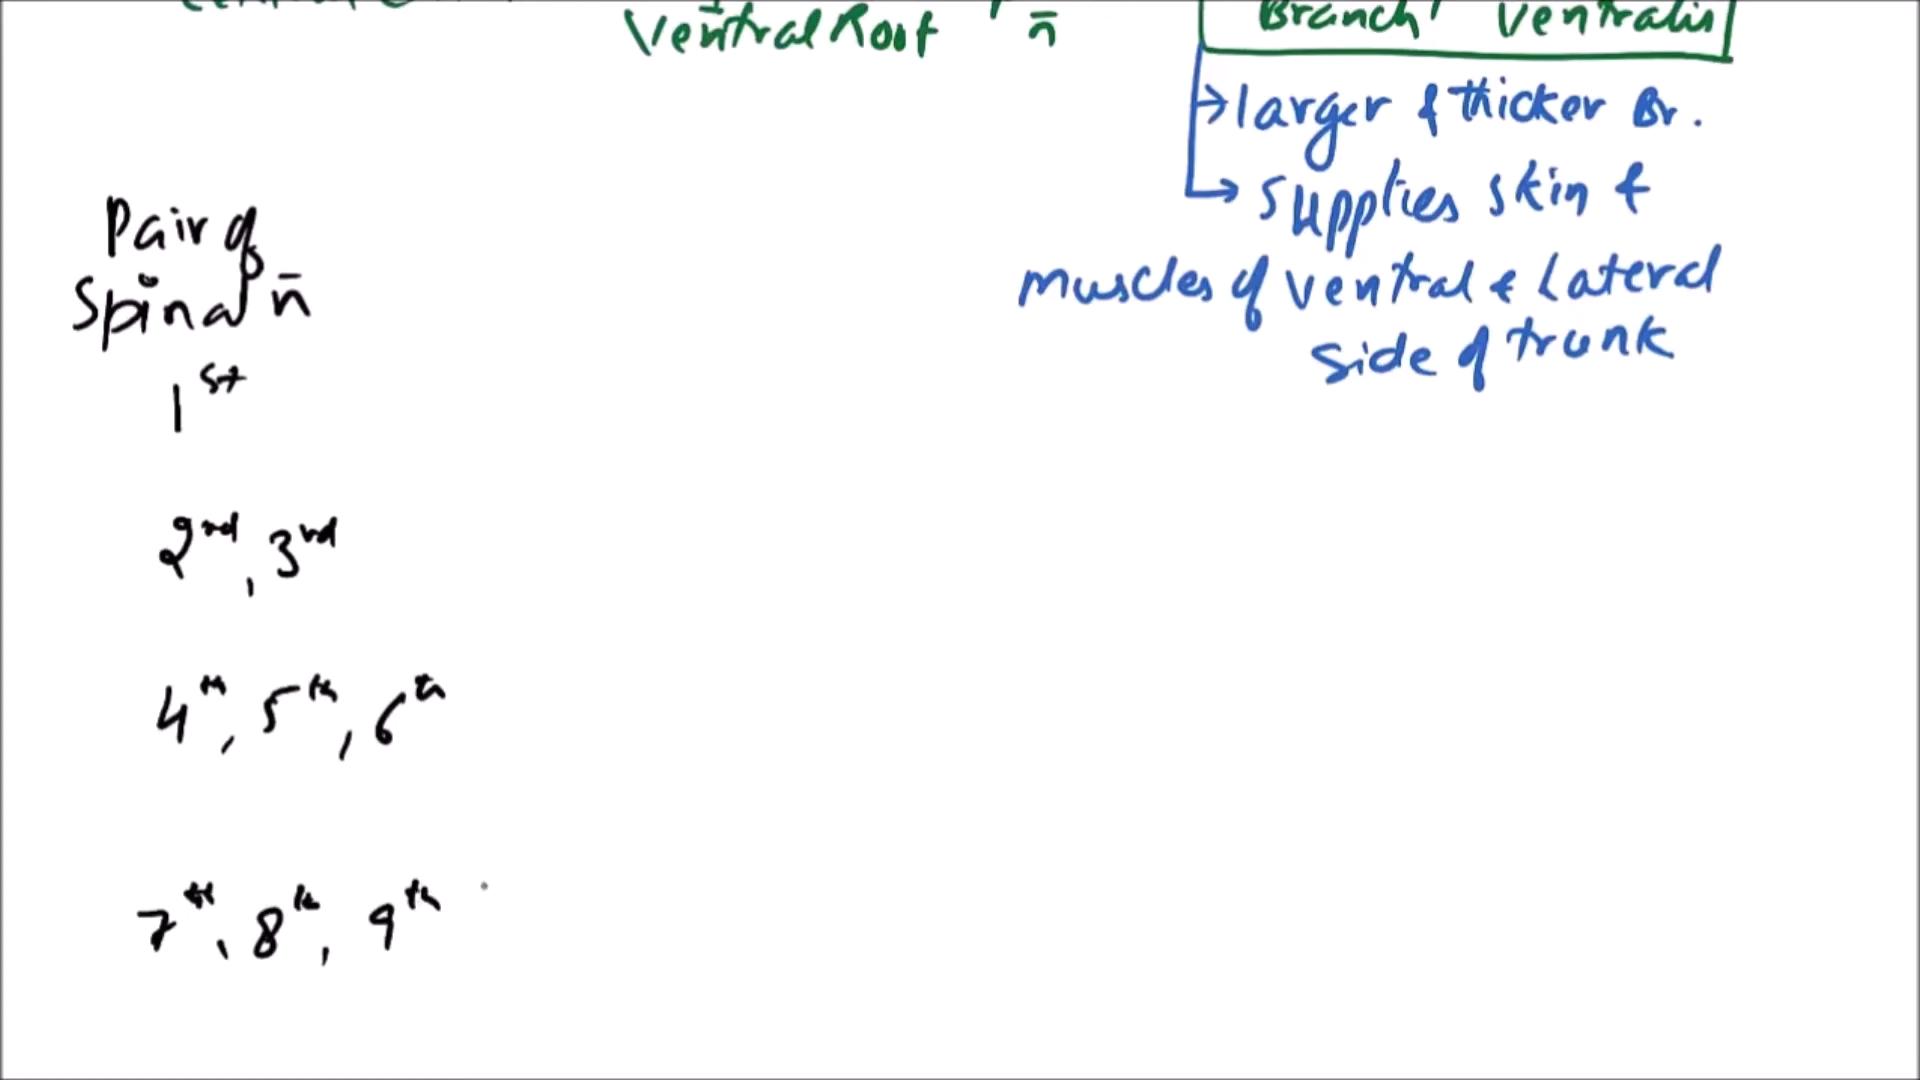 Ventral Root n̄
Branch Ventralis
→ larger & thicker Br.
→ Supplies skin &
muscles of ventral & Lateral
side of trunk
Pair of
Spinal n̄
1st
2nd, 3rd
4th, 5th, 6th
7th, 8th, 9th